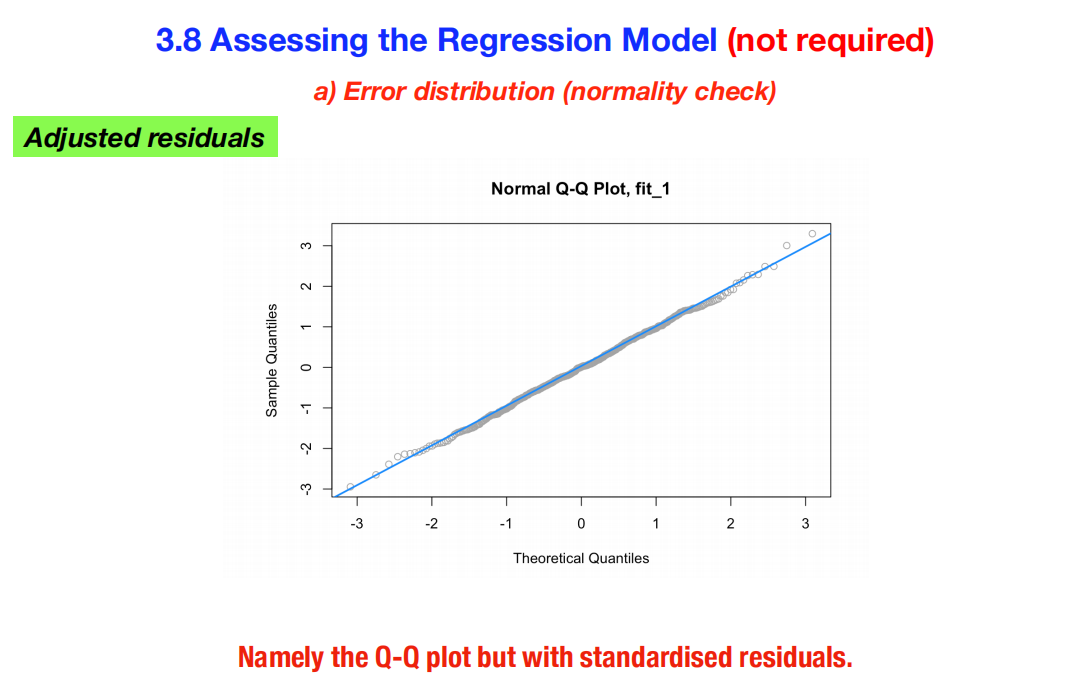 3.8 Assessing the Regression Model (not required)
a) Error distribution (normality check)
Adjusted residuals
Normal Q-Q Plot, fit_1
3
2
1
0
-1
-2
-3
Sample Quantiles
-3 -2 -1 0 1 2 3
Theoretical Quantiles
Namely the Q-Q plot but with standardised residuals.